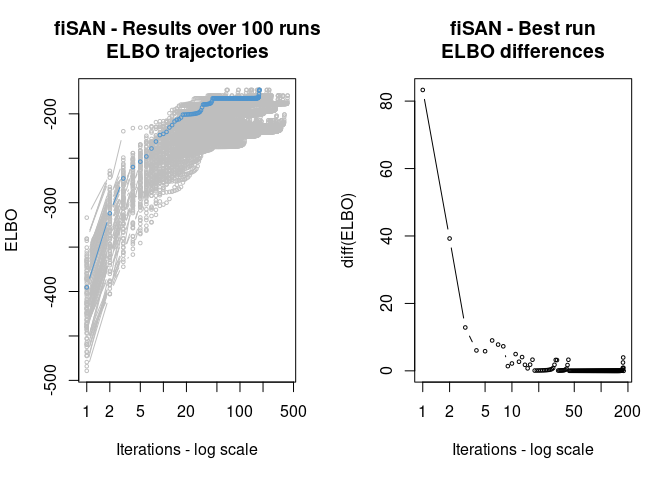 fiSAN - Results over 100 runs
ELBO trajectories
ELBO
-200
-300
-400
-500
1 2 5 20 100 500
Iterations - log scale
fiSAN - Best run
ELBO differences
diff(ELBO)
80
60
40
20
0
1 2 5 10 50 200
Iterations - log scale